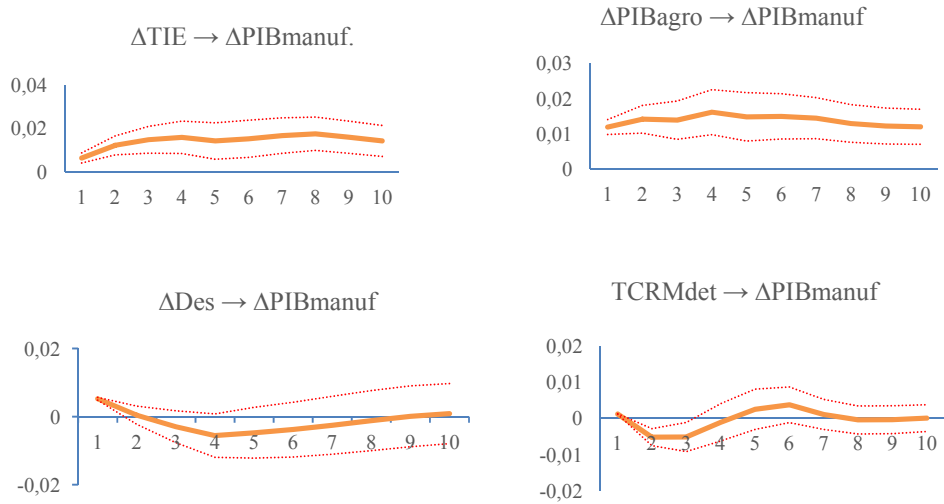 ΔTIE → ΔPIBmanuf.
0,04
0,02
0
1 2 3 4 5 6 7 8 9 10
ΔPIBagro → ΔPIBmanuf
0,03
0,02
0,01
0
1 2 3 4 5 6 7 8 9 10
ΔDes → ΔPIBmanuf
0,02
0
-0,02
1 2 3 4 5 6 7 8 9 10
TCRMdet → ΔPIBmanuf
0,02
0,01
0
-0,01
-0,02
1 2 3 4 5 6 7 8 9 10